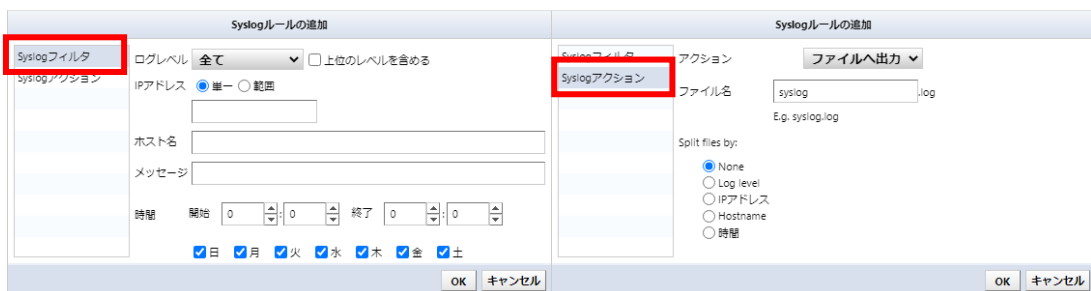 Syslogルールの追加
Syslogフィルタ
Syslogアクション
ログレベル 全て 上位のレベルを含める
IPアドレス 単一 範囲
ホスト名
メッセージ
時間 開始 0 : 0 終了 0 : 0
日 月 火 水 木 金 土
OK キャンセル
Syslogルールの追加
Syslogフィルタ
Syslogアクション
アクション ファイルへ出力
ファイル名 syslog .log
E.g. syslog.log
Split files by:
None
Log level
IPアドレス
Hostname
時間
OK キャンセル